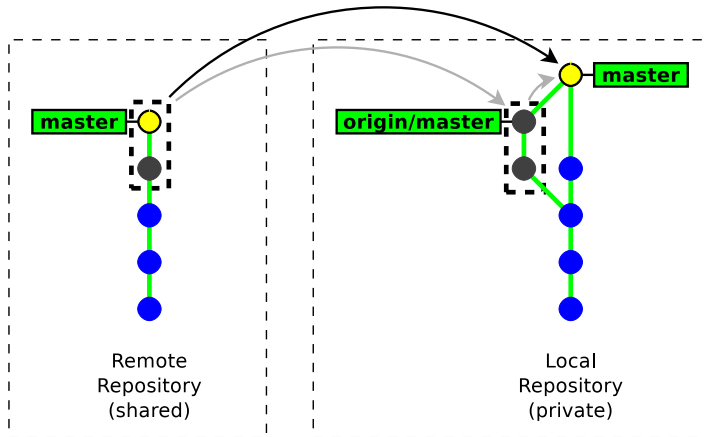 master
master
origin/master
Remote
Repository
(shared)
Local
Repository
(private)